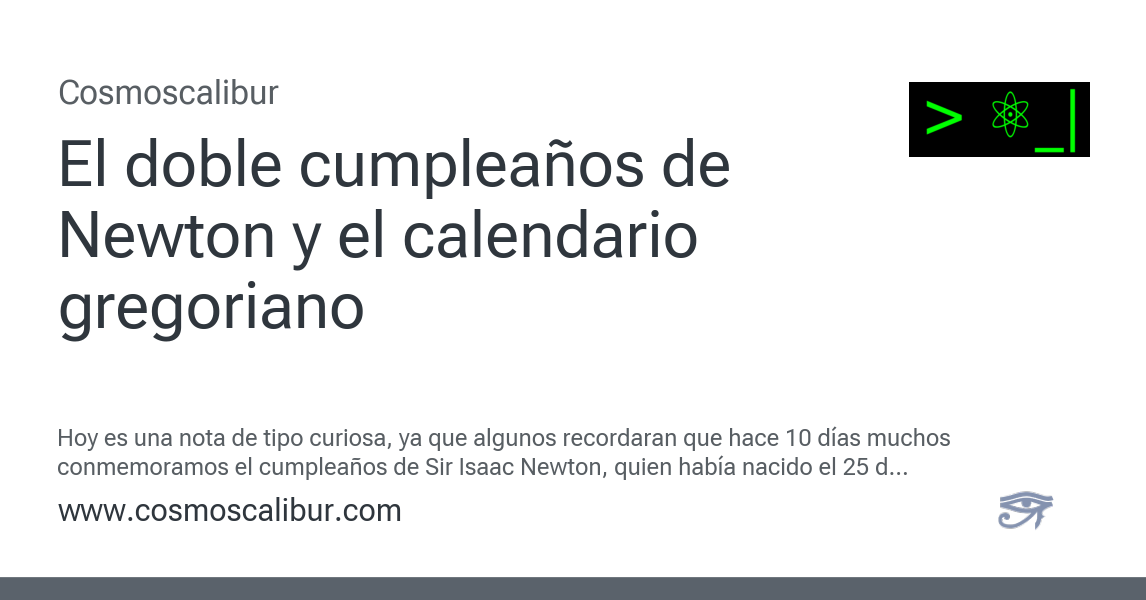 Cosmoscalibur
> _|
El doble cumpleaños de
Newton y el calendario
gregoriano
Hoy es una nota de tipo curiosa, ya que algunos recordaran que hace 10 días muchos
conmemoramos el cumpleaños de Sir Isaac Newton, quien había nacido el 25 d...
www.cosmoscalibur.com